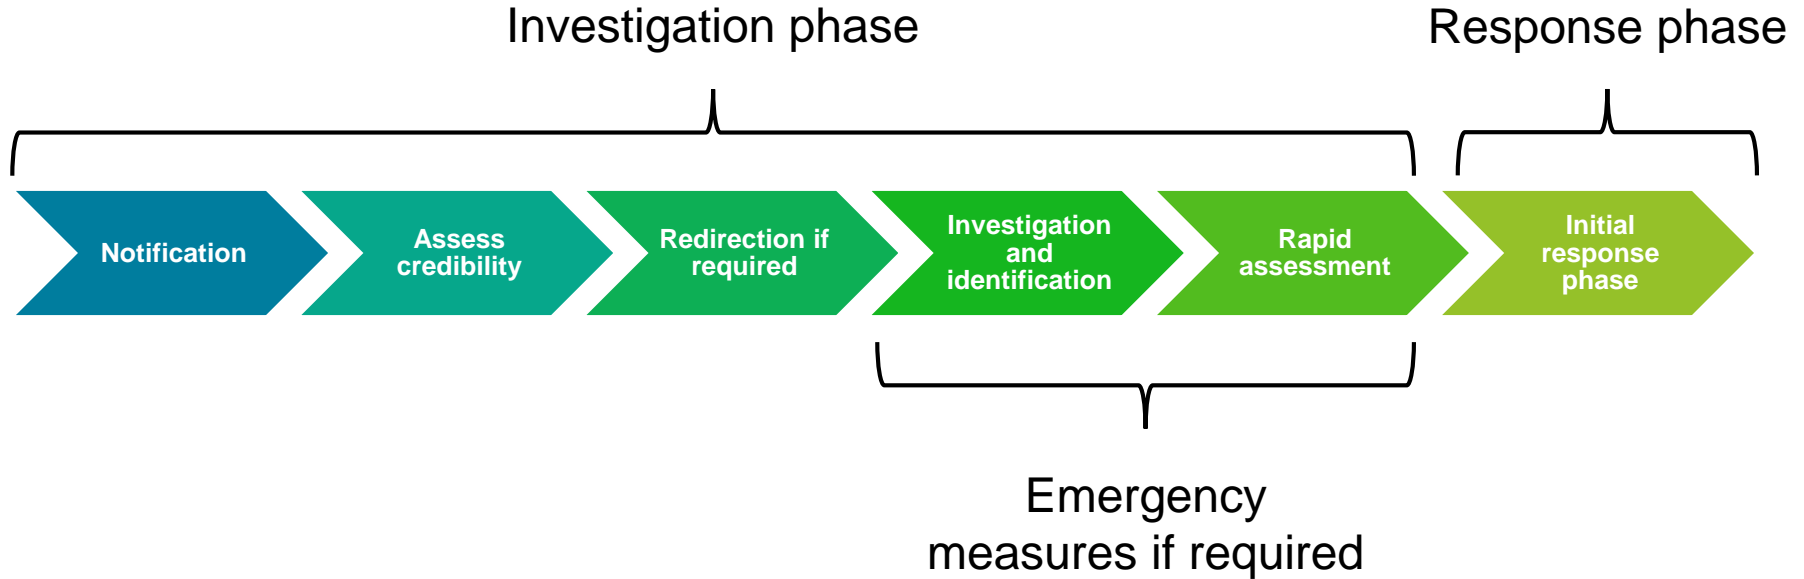 Investigation phase
Response phase
Notification
Assess
credibility
Redirection if
required
Investigation
and
identification
Rapid
assessment
Initial
response
phase
Emergency
measures if required